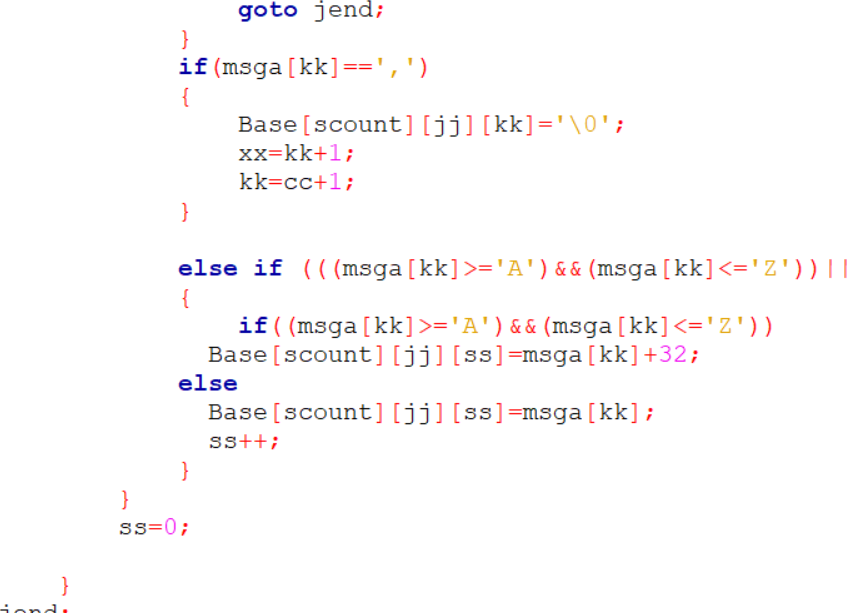 goto jend;
}
if(msga[kk]==',')
{
Base[scount][jj][kk]='\0';
xx=kk+1;
kk=cc+1;
}
else if (((msga[kk]>='A')&&(msga[kk]<='Z'))||
{
if((msga[kk]>='A')&&(msga[kk]<='Z'))
Base[scount][jj][ss]=msga[kk]+32;
else
Base[scount][jj][ss]=msga[kk];
ss++;
}
}
ss=0;
}
jend: